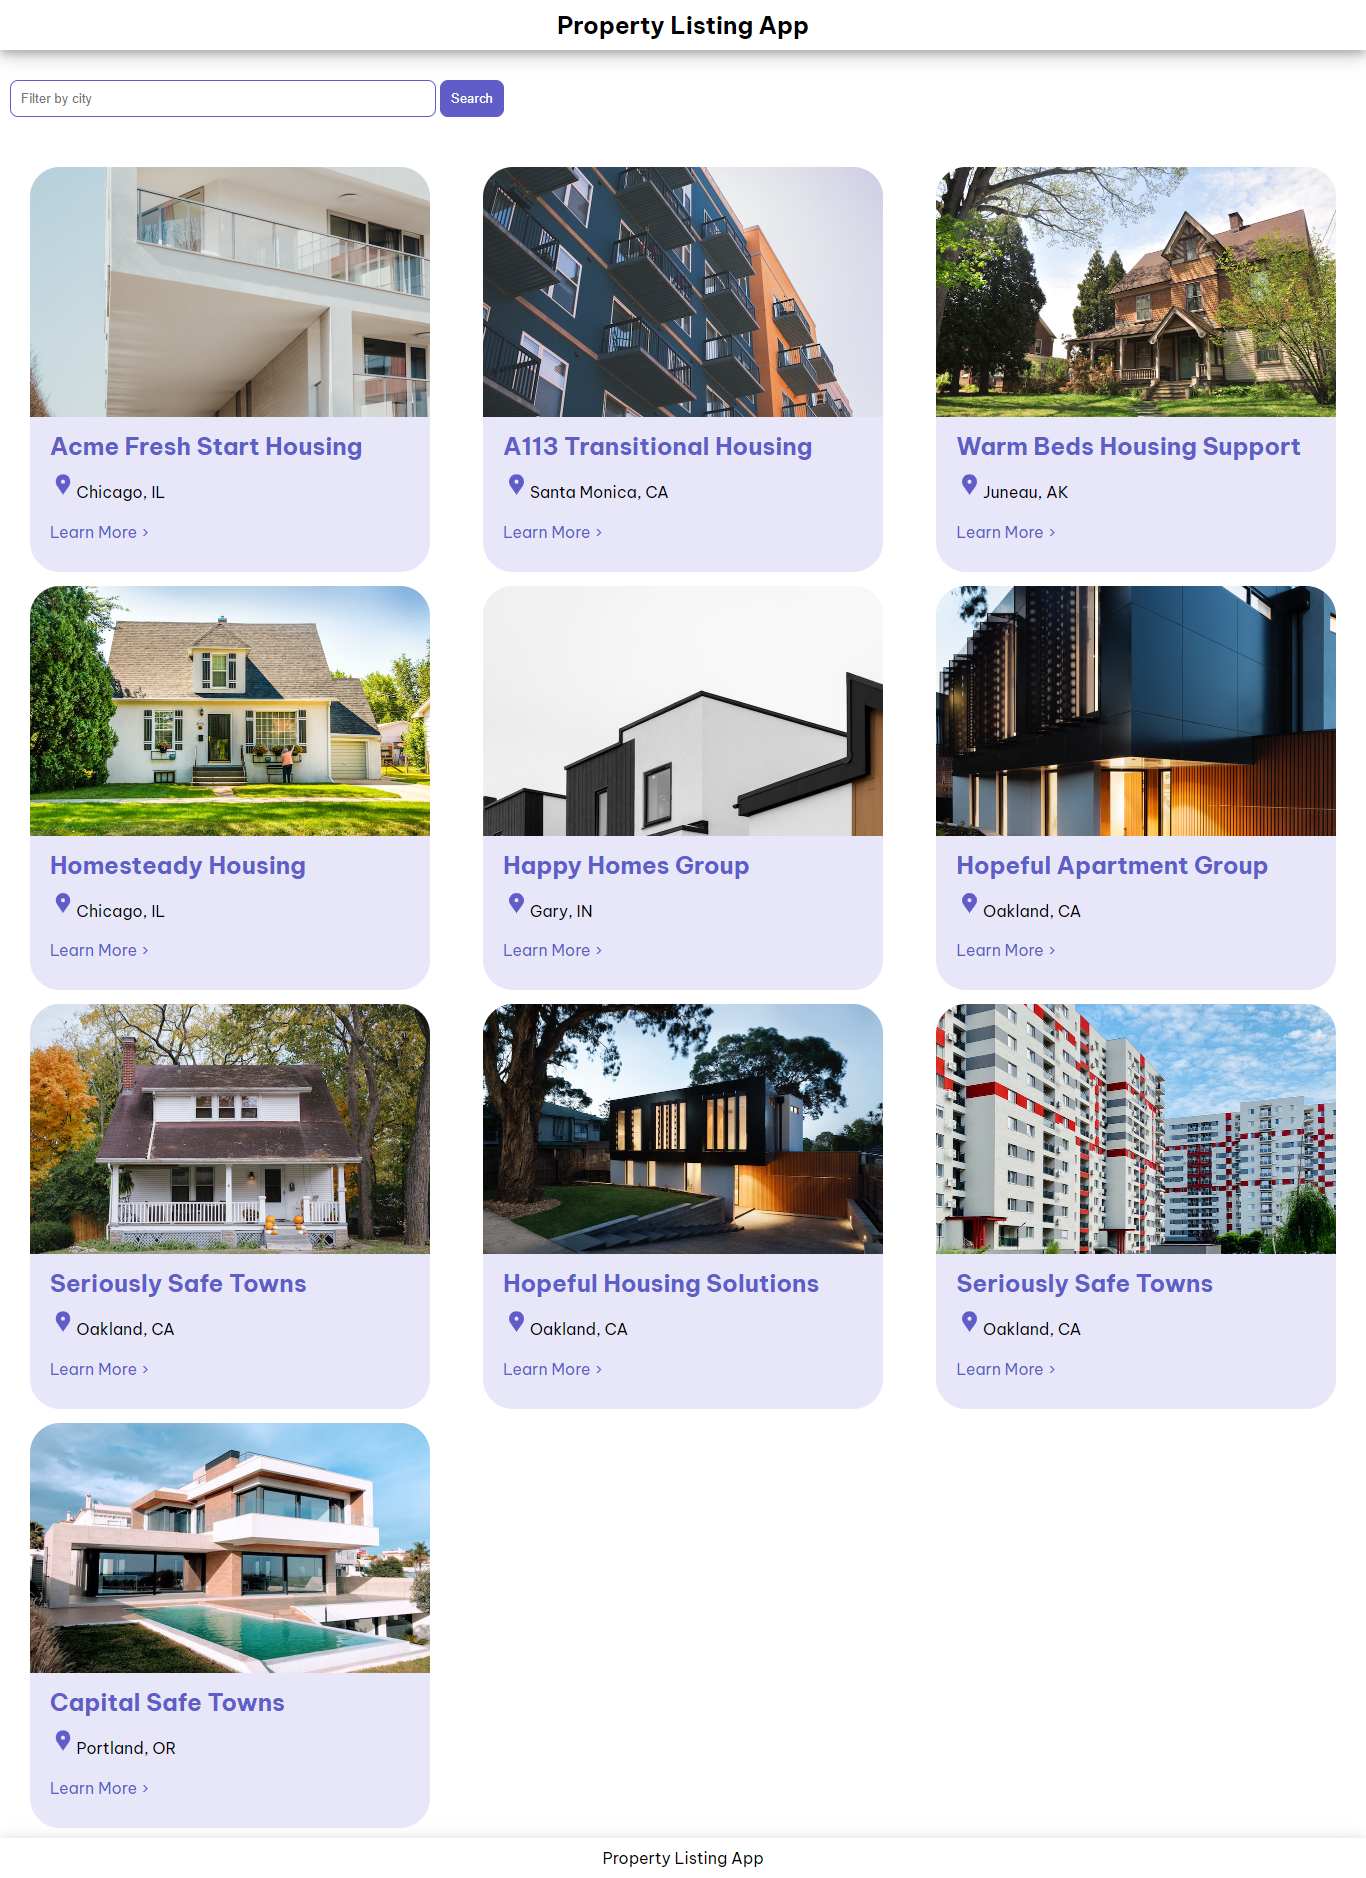 Property Listing App
Filter by city
Search
Acme Fresh Start Housing
Chicago, IL
Learn More >
A113 Transitional Housing
Santa Monica, CA
Learn More >
Warm Beds Housing Support
Juneau, AK
Learn More >
Homesteady Housing
Chicago, IL
Learn More >
Happy Homes Group
Gary, IN
Learn More >
Hopeful Apartment Group
Oakland, CA
Learn More >
Seriously Safe Towns
Oakland, CA
Learn More >
Hopeful Housing Solutions
Oakland, CA
Learn More >
Seriously Safe Towns
Oakland, CA
Learn More >
Capital Safe Towns
Portland, OR
Learn More >
Property Listing App